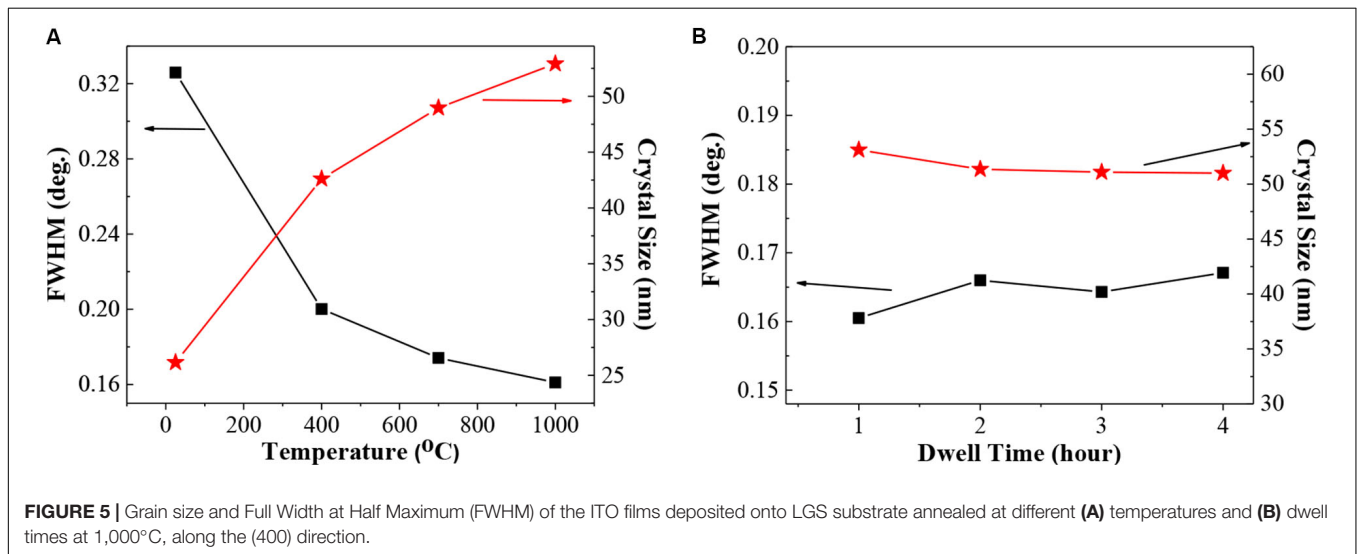 A
0.32
0.28
0.24
0.20
0.16
FWHM (deg.)
50
45
40
35
30
25
Crystal Size (nm)
0 200 400 600 800 1000
Temperature (⁰C)
B
0.20
0.19
0.18
0.17
0.16
0.15
FWHM (deg.)
60
55
50
45
40
35
30
Crystal Size (nm)
1 2 3 4
Dwell Time (hour)
FIGURE 5 | Grain size and Full Width at Half Maximum (FWHM) of the ITO films deposited onto LGS substrate annealed at different (A) temperatures and (B) dwell
times at 1,000°C, along the (400) direction.